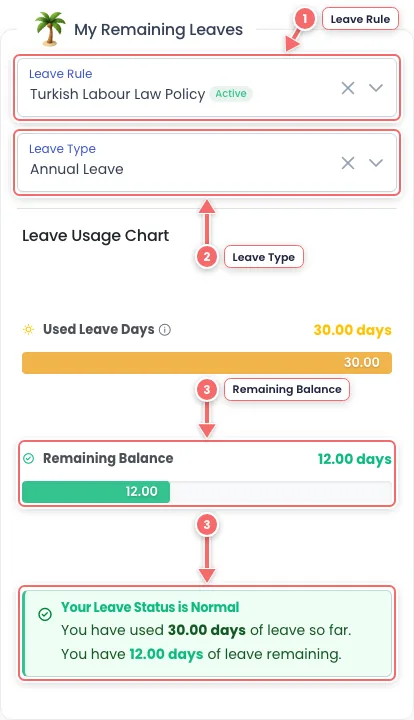 My Remaining Leaves
1
Leave Rule
Leave Rule
Turkish Labour Law Policy Active
Leave Type
Annual Leave
Leave Usage Chart
2
Leave Type
Used Leave Days
30.00 days
30.00
3
Remaining Balance
Remaining Balance
12.00 days
12.00
3
Your Leave Status is Normal
You have used 30.00 days of leave so far.
You have 12.00 days of leave remaining.